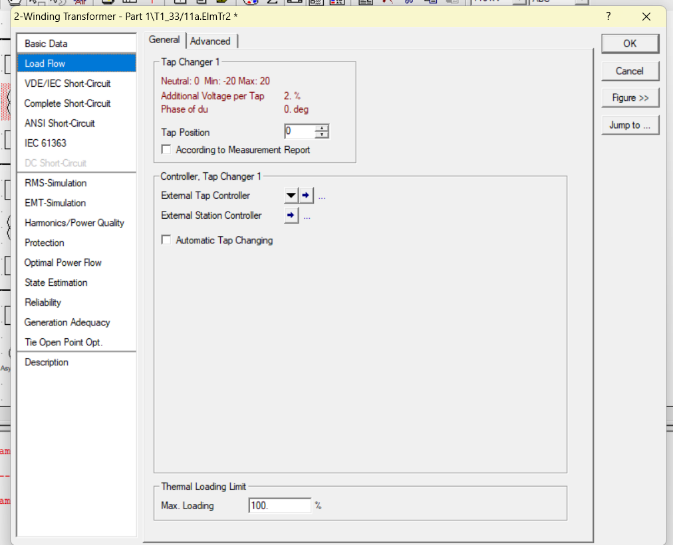 2-Winding Transformer - Part 1\T1_33/11a.ElmTr2 *
?
Basic Data
Load Flow
VDE/IEC Short-Circuit
Complete Short-Circuit
ANSI Short-Circuit
IEC 61363
DC Short-Circuit
RMS-Simulation
EMT-Simulation
Harmonics/Power Quality
Protection
Optimal Power Flow
State Estimation
Reliability
Generation Adequacy
Tie Open Point Opt.
Description
General Advanced
Tap Changer 1
Neutral: 0 Min: -20 Max: 20
Additional Voltage per Tap 2. %
Phase of du 0. deg
Tap Position 0
According to Measurement Report
Controller, Tap Changer 1
External Tap Controller ...
External Station Controller ...
Automatic Tap Changing
Thermal Loading Limit
Max. Loading 100. %
OK
Cancel
Figure >>
Jump to ...